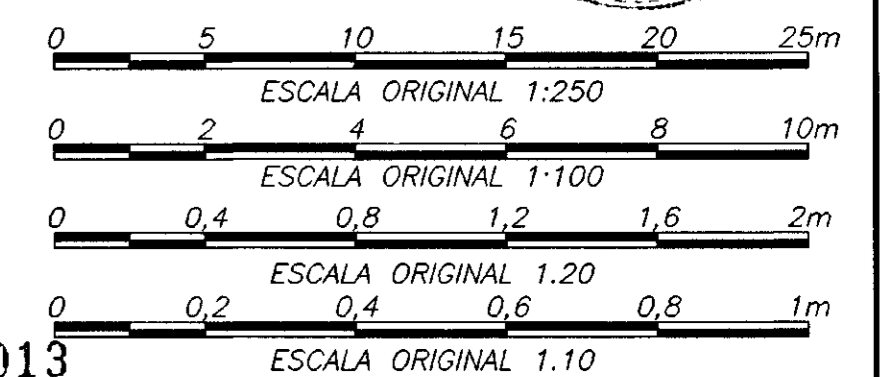 0 5 10 15 20 25m
ESCALA ORIGINAL 1:250
0 2 4 6 8 10m
ESCALA ORIGINAL 1·100
0 0,4 0,8 1,2 1,6 2m
ESCALA ORIGINAL 1.20
0 0,2 0,4 0,6 0,8 1m
013 ESCALA ORIGINAL 1.10